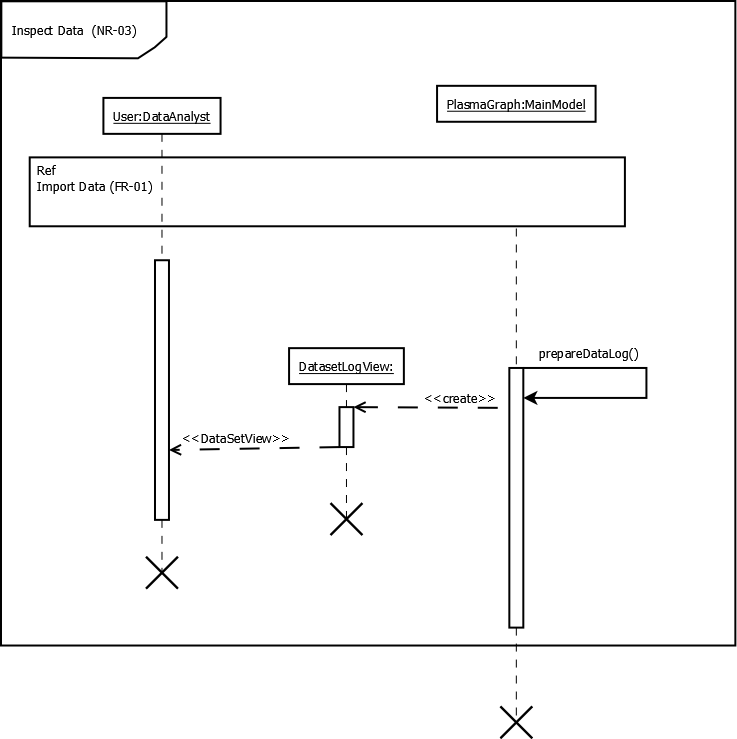 Inspect Data  (NR-03)
PlasmaGraph:MainModel
User:DataAnalyst
Ref
Import Data (FR-01)
prepareDataLog()
DatasetLogView:
<<create>>
<<DataSetView>>